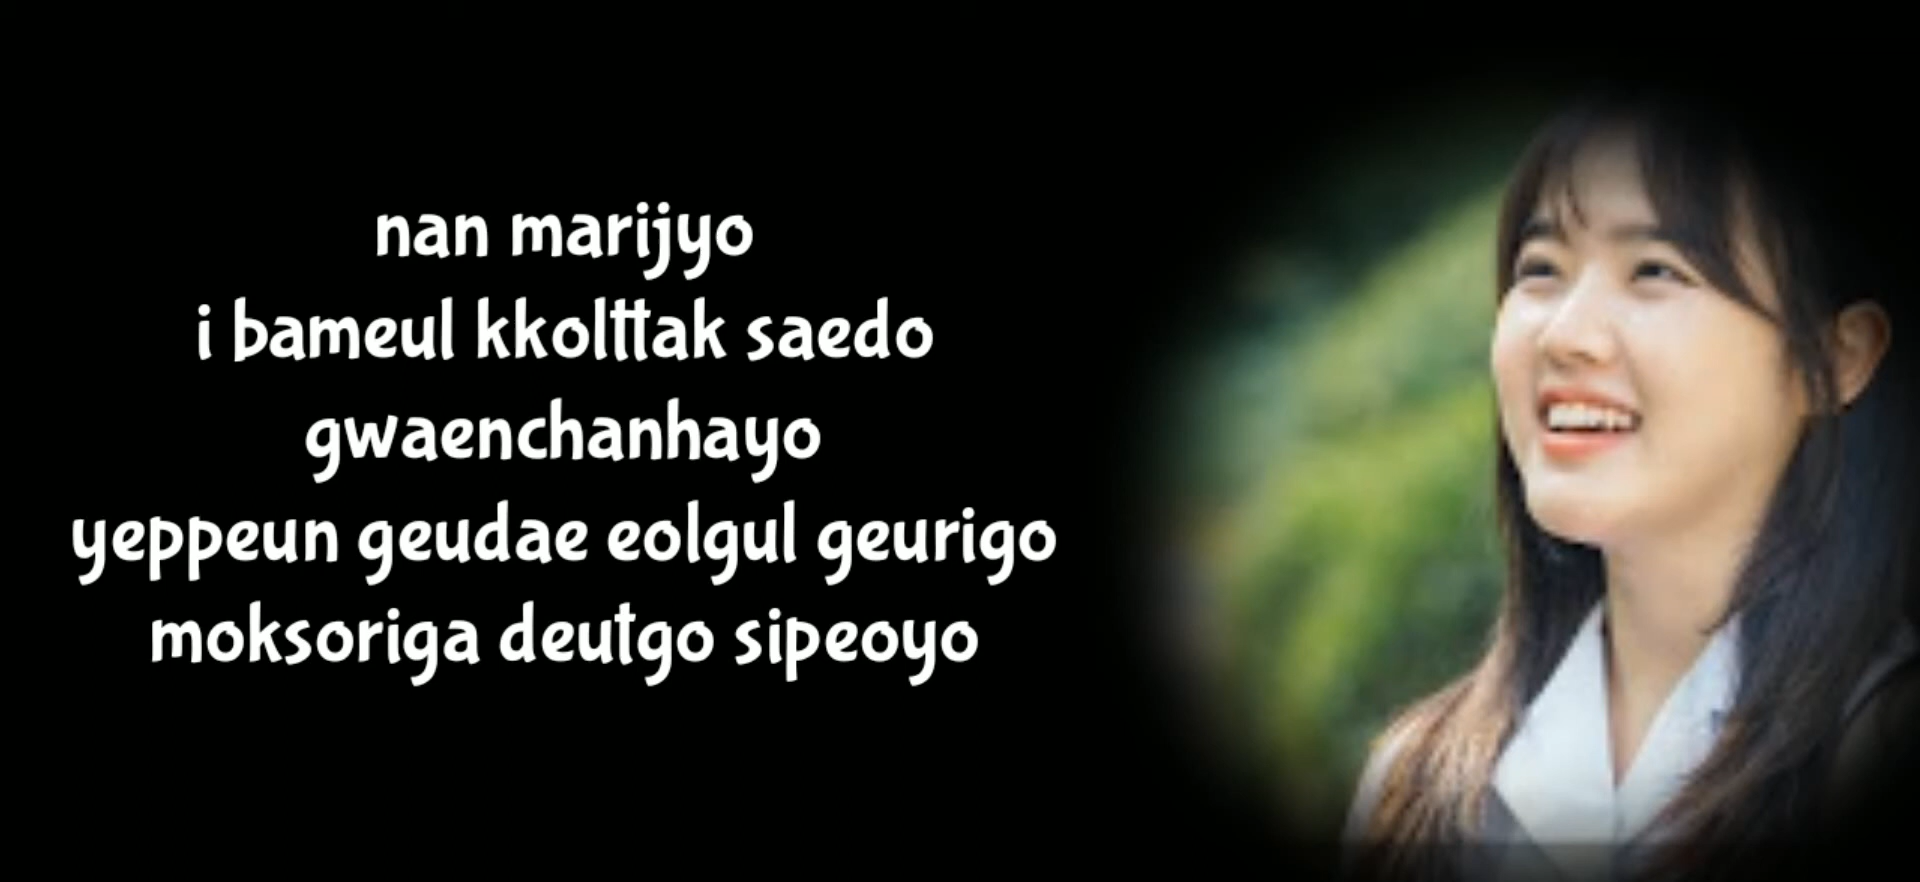 nan marijyo
i bameul kkolttak saedo
gwaenchanhayo
yeppeun geudae eolgul geurigo
moksoriga deutgo sipeoyo